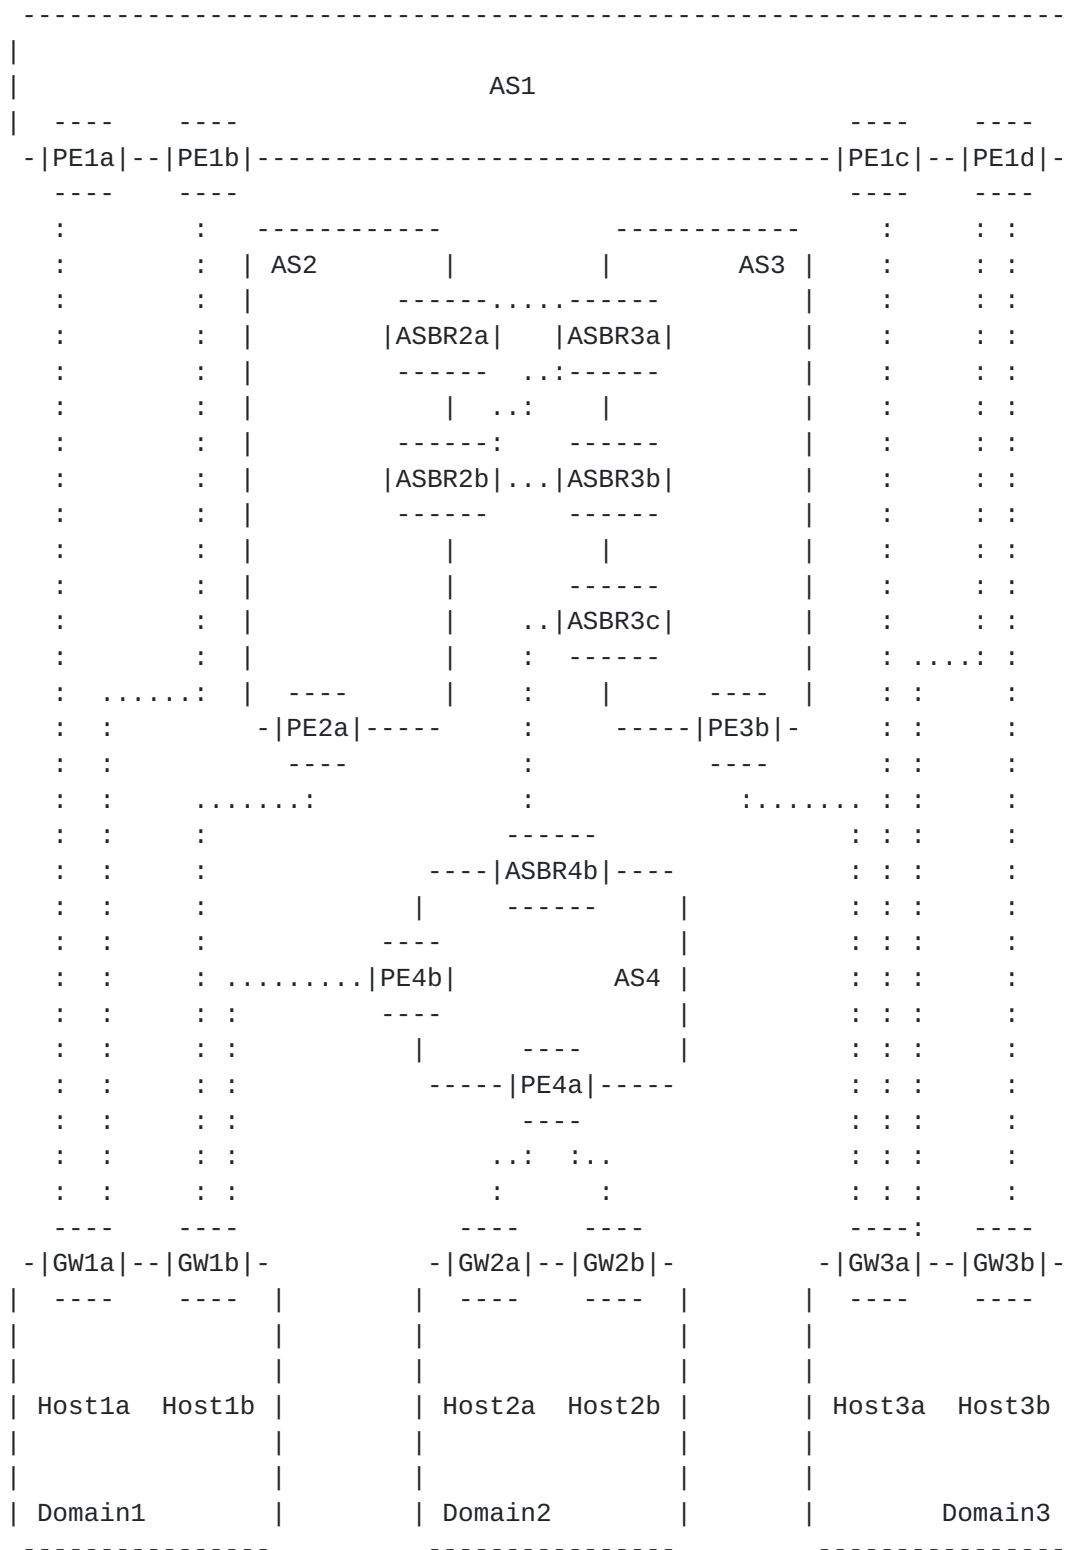 -------------------------------------------------------------------
|
|                              AS1
|  ----    ----                                       ----    ----
 -|PE1a|--|PE1b|-------------------------------------|PE1c|--|PE1d|-
   ----    ----                                       ----    ----
   :        :   ------------           ------------     :     : :
   :        :  | AS2        |         |        AS3 |    :     : :
   :        :  |         ------.....------         |    :     : :
   :        :  |        |ASBR2a|   |ASBR3a|        |    :     : :
   :        :  |         ------  ..:------         |    :     : :
   :        :  |            |  ..:    |            |    :     : :
   :        :  |         ------:    ------         |    :     : :
   :        :  |        |ASBR2b|...|ASBR3b|        |    :     : :
   :        :  |         ------     ------         |    :     : :
   :        :  |            |         |            |    :     : :
   :        :  |            |       ------         |    :     : :
   :        :  |            |    ..|ASBR3c|        |    :     : :
   :        :  |            |    :  ------         |    : ....: :
   :  ......:  |  ----      |    :    |      ----  |    : :     :
   :  :         -|PE2a|-----     :     -----|PE3b|-     : :     :
   :  :           ----           :           ----       : :     :
   :  :     .......:             :             :....... : :     :
   :  :     :                   ------                : : :     :
   :  :     :              ----|ASBR4b|----           : : :     :
   :  :     :             |     ------     |          : : :     :
   :  :     :           ----               |          : : :     :
   :  :     : .........|PE4b|          AS4 |          : : :     :
   :  :     : :         ----               |          : : :     :
   :  :     : :           |      ----      |          : : :     :
   :  :     : :            -----|PE4a|-----           : : :     :
   :  :     : :                  ----                 : : :     :
   :  :     : :                ..:  :..               : : :     :
   :  :     : :                :      :               : : :     :
   ----    ----              ----    ----             ----:   ----
 -|GW1a|--|GW1b|-          -|GW2a|--|GW2b|-         -|GW3a|--|GW3b|-
|  ----    ----  |        |  ----    ----  |       |  ----    ----
|                |        |                |       |
|                |        |                |       |
| Host1a  Host1b |        | Host2a  Host2b |       | Host3a  Host3b
|                |        |                |       |
|                |        |                |       |
| Domain1        |        | Domain2        |       |        Domain3
 ----------------          ----------------         ----------------